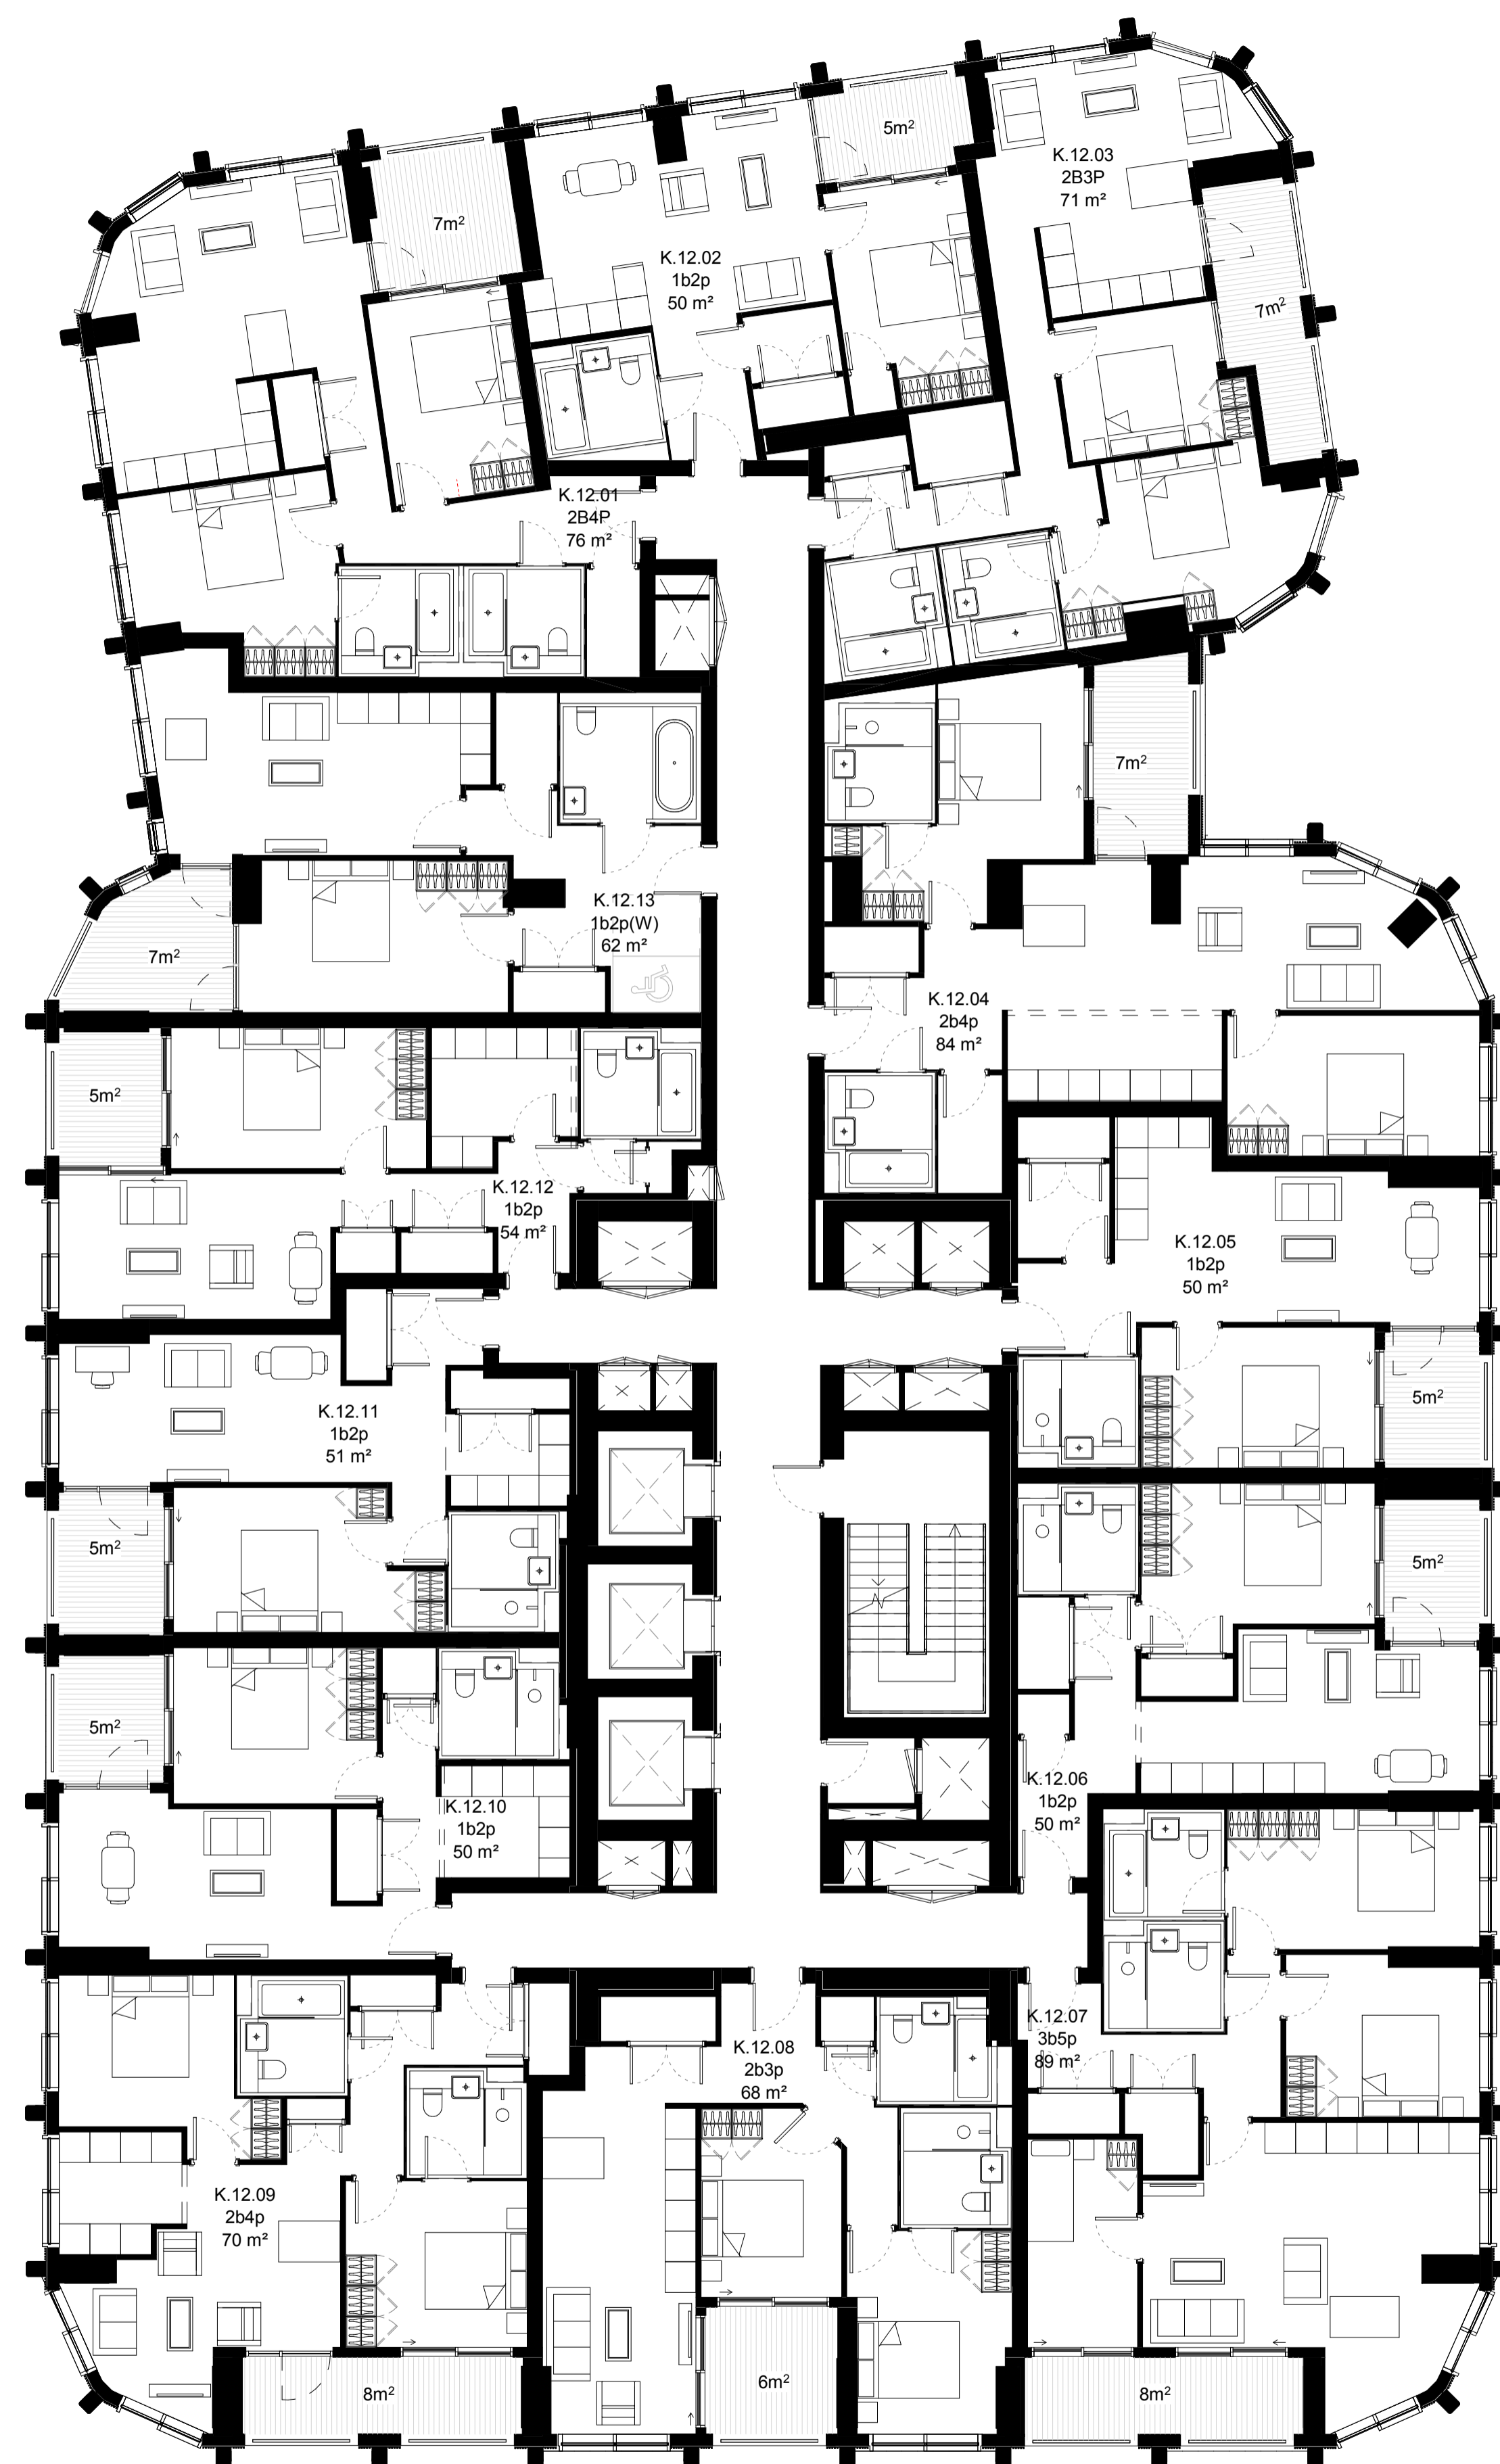 5m²
K.12.03
2B3P
71 m²
7m²
K.12.02
1b2p
50 m²
7m²
K.12.01
2B4P
76 m²
7m²
K.12.13
1b2p(W)
62 m²
7m²
K.12.04
2b4p
84 m²
5m²
K.12.12
1b2p
54 m²
K.12.05
1b2p
50 m²
5m²
K.12.11
1b2p
51 m²
5m²
5m²
5m²
K.12.06
1b2p
50 m²
K.12.10
1b2p
50 m²
K.12.07
3b5p
89 m²
K.12.08
2b3p
68 m²
K.12.09
2b4p
70 m²
6m²
8m²
8m²